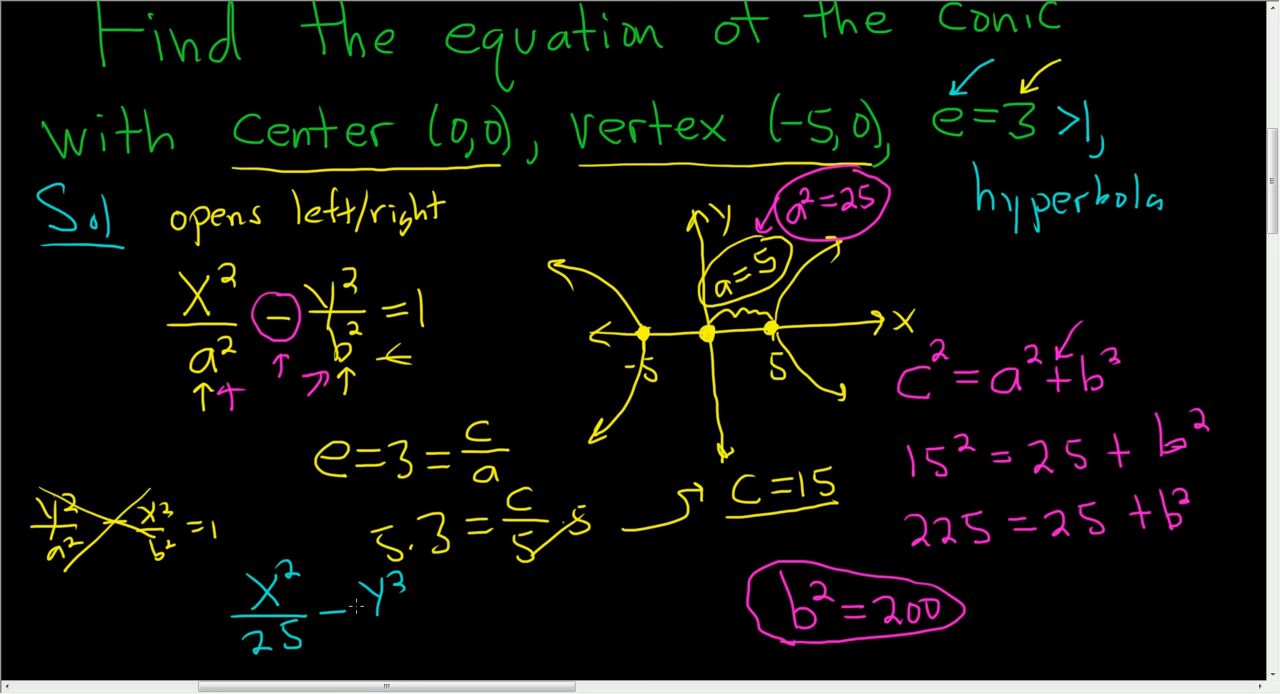 Find the equation of the conic
with center (0,0), vertex (-5,0), e=3 >1,
hyperbola
Sol opens left/right
a²=25
y
a=5
x²/a² - y²/b² = 1
x
-5
5
c² = a² + b²
e=3=c/a
15² = 25 + b²
c=15
y²/a² - x²/b² = 1
5·3 = c/5 · 5
225 = 25 + b²
x²/25 - y²
b² = 200